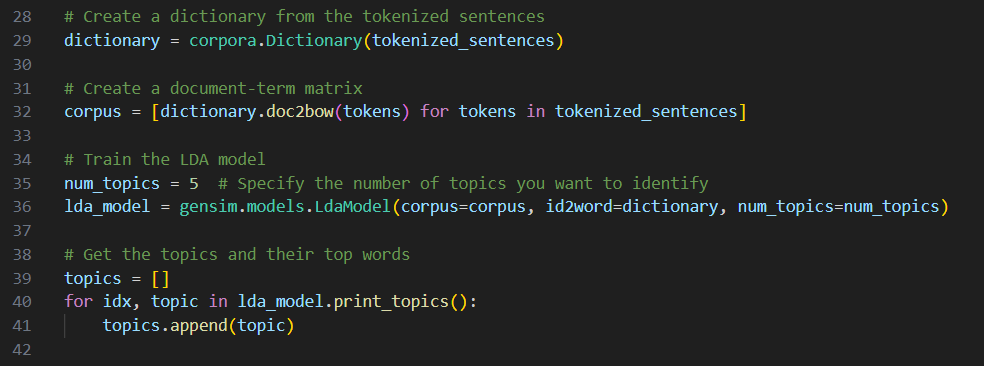 28 # Create a dictionary from the tokenized sentences
29 dictionary = corpora.Dictionary(tokenized_sentences)
30
31 # Create a document-term matrix
32 corpus = [dictionary.doc2bow(tokens) for tokens in tokenized_sentences]
33
34 # Train the LDA model
35 num_topics = 5  # Specify the number of topics you want to identify
36 lda_model = gensim.models.LdaModel(corpus=corpus, id2word=dictionary, num_topics=num_topics)
37
38 # Get the topics and their top words
39 topics = []
40 for idx, topic in lda_model.print_topics():
41     topics.append(topic)
42